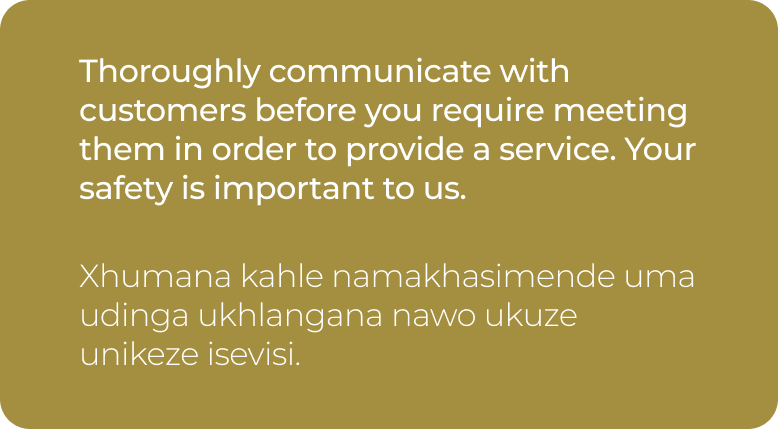 Thoroughly communicate with
customers before you require meeting
them in order to provide a service. Your
safety is important to us.
Xhumana kahle namakhasimende uma
udinga ukhlangana nawo ukuze
unikeze isevisi.